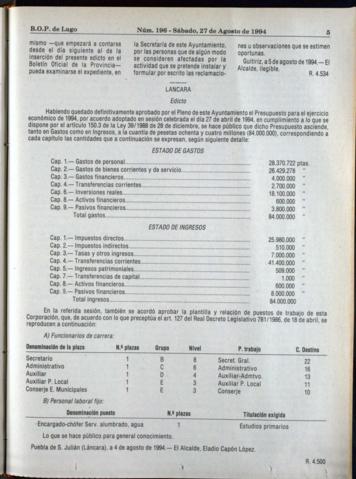 B.O.P. de Lugo
Núm. 196 - Sábado, 27 de Agosto de 1994
5
mismo —que empezará a contarse
desde el día siguiente al de la
inserción del presente edicto en el
Boletín Oficial de la Provincia—
pueda examinarse el expediente, en
la Secretaría de este Ayuntamiento,
por las personas que de algún modo
se consideren afectadas por la
actividad que se pretende instalar y
formular por escrito las reclamacio-
nes u observaciones que se estimen
oportunas.
Guitiriz, a 5 de agosto de 1994.— El
Alcalde, ilegible.
R. 4.534
LANCARA
Edicto
Habiendo quedado definitivamente aprobado por el Pleno de este Ayuntamiento el Presupuesto para el ejercicio
económico de 1994, por acuerdo adoptado en sesión celebrada el día 27 de abril de 1994, en cumplimiento a lo que se
dispone por el artículo 150.3 de la Ley 39/1988 de 28 de diciembre, se hace público que dicho Presupuesto asciende,
tanto en Gastos como en Ingresos, a la cuantía de pesetas ochenta y cuatro millones (84.000.000), correspondiendo a
cada capítulo las cantidades que a continuación se expresan, según siguiente detalle:
ESTADO DE GASTOS
Cap. 1.— Gastos de personal 28.370.722 ptas.
Cap. 2.— Gastos de bienes corrientes y de servicio 26.429.278 "
Cap. 3.— Gastos financieros 4.000.000 "
Cap. 4.— Transferencias corrientes 2.700.000 "
Cap. 6.— Inversiones reales 18.100.000 "
Cap. 8.— Activos financieros 600.000 "
Cap. 9.— Pasivos financieros 3.800.000 "
Total gastos 84.000.000 "
ESTADO DE INGRESOS
Cap. 1.— Impuestos directos 25.980.000 "
Cap. 2.— Impuestos indirectos 510.000 "
Cap. 3.— Tasas y otros ingresos 7.000.000 "
Cap. 4.— Transferencias corrientes 41.400.000 "
Cap. 5.— Ingresos patrimoniales 509.000 "
Cap. 7.— Transferencias de capital 1.000 "
Cap. 8.— Activos financieros 600.000 "
Cap. 9.— Pasivos financieros 8.000.000 "
Total ingresos 84.000.000
En la referida sesión, también se acordó aprobar la plantilla y relación de puestos de trabajo de esta
Corporación, que, de acuerdo con lo que preceptúa el art. 127 del Real Decreto Legislativo 781/1986, de 18 de abril, se
reproducen a continuación:
A) Funcionarios de carrera:
Denominación de la plaza N.º plazas Grupo Nivel P. trabajo C. Destino
Secretario 1 B 8 Secret. Gral. 22
Administrativo 1 C 6 Administrativo 16
Auxiliar 1 D 4 Auxiliar-Admtvo. 13
Auxiliar P. Local 1 E 3 Auxiliar P. Local 11
Conserje E. Municipales 1 E 3 Conserje 10
B) Personal laboral fijo:
Denominación puesto N.º plazas Titulación exigida
Encargado-chófer Serv. alumbrado, agua 1 Estudios primarios
Lo que se hace público para general conocimiento.
Puebla de S. Julián (Láncara), a 4 de agosto de 1994.— El Alcalde, Eladio Capón López.
R. 4.500